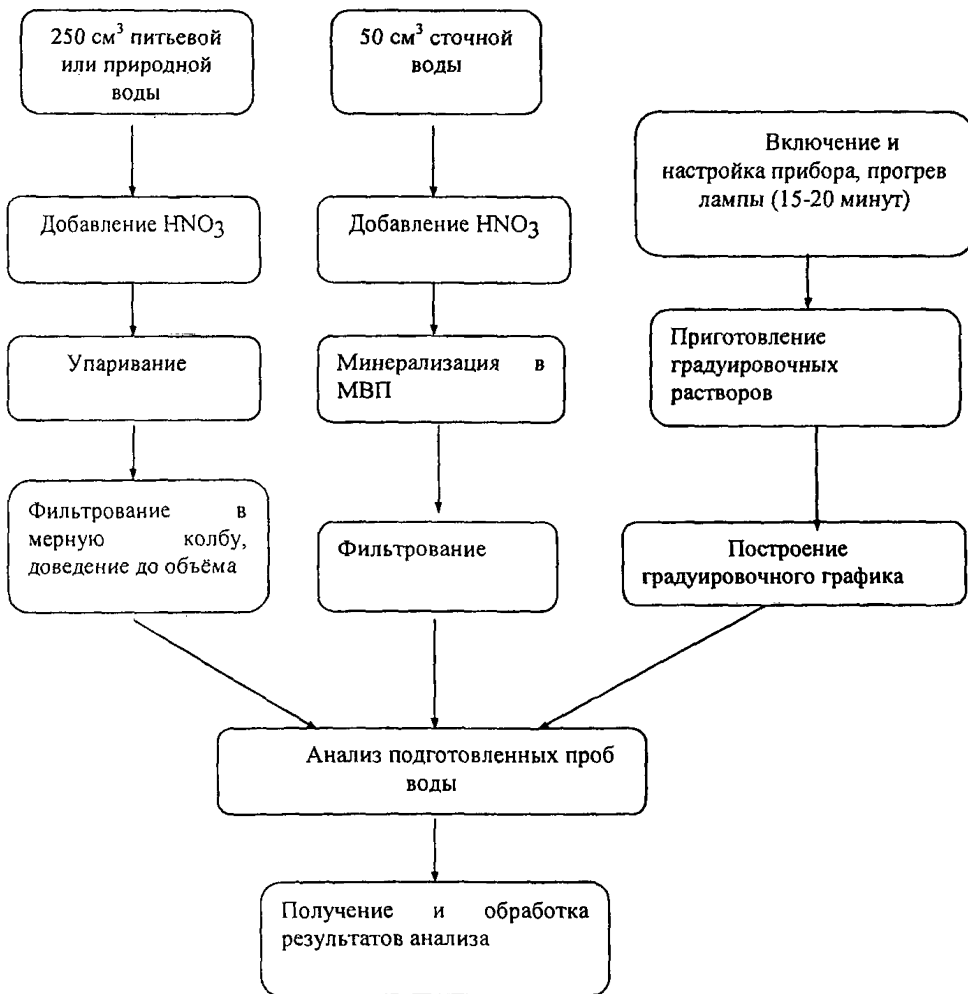 250 см³ питьевой
или природной
воды
50 см³ сточной
воды
Включение и
настройка прибора, прогрев
лампы (15-20 минут)
Добавление HNO₃
Добавление HNO₃
Упаривание
Минерализация в
МВП
Приготовление
градуировочных
растворов
Фильтрование в
мерную колбу,
доведение до объёма
Фильтрование
Построение
градуировочного графика
Анализ подготовленных проб
воды
Получение и обработка
результатов анализа